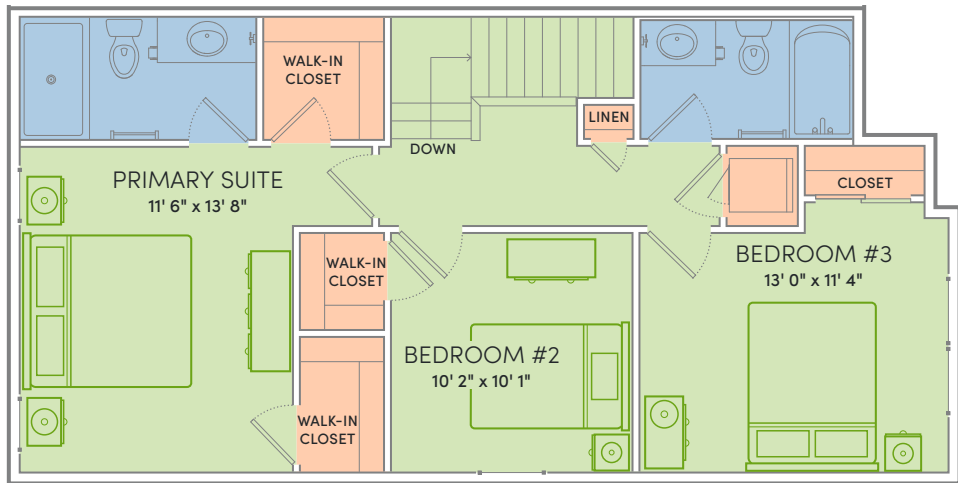 WALK-IN
CLOSET
LINEN
DOWN
PRIMARY SUITE
11' 6" x 13' 8"
CLOSET
WALK-IN
CLOSET
BEDROOM #3
13' 0" x 11' 4"
BEDROOM #2
10' 2" x 10' 1"
WALK-IN
CLOSET